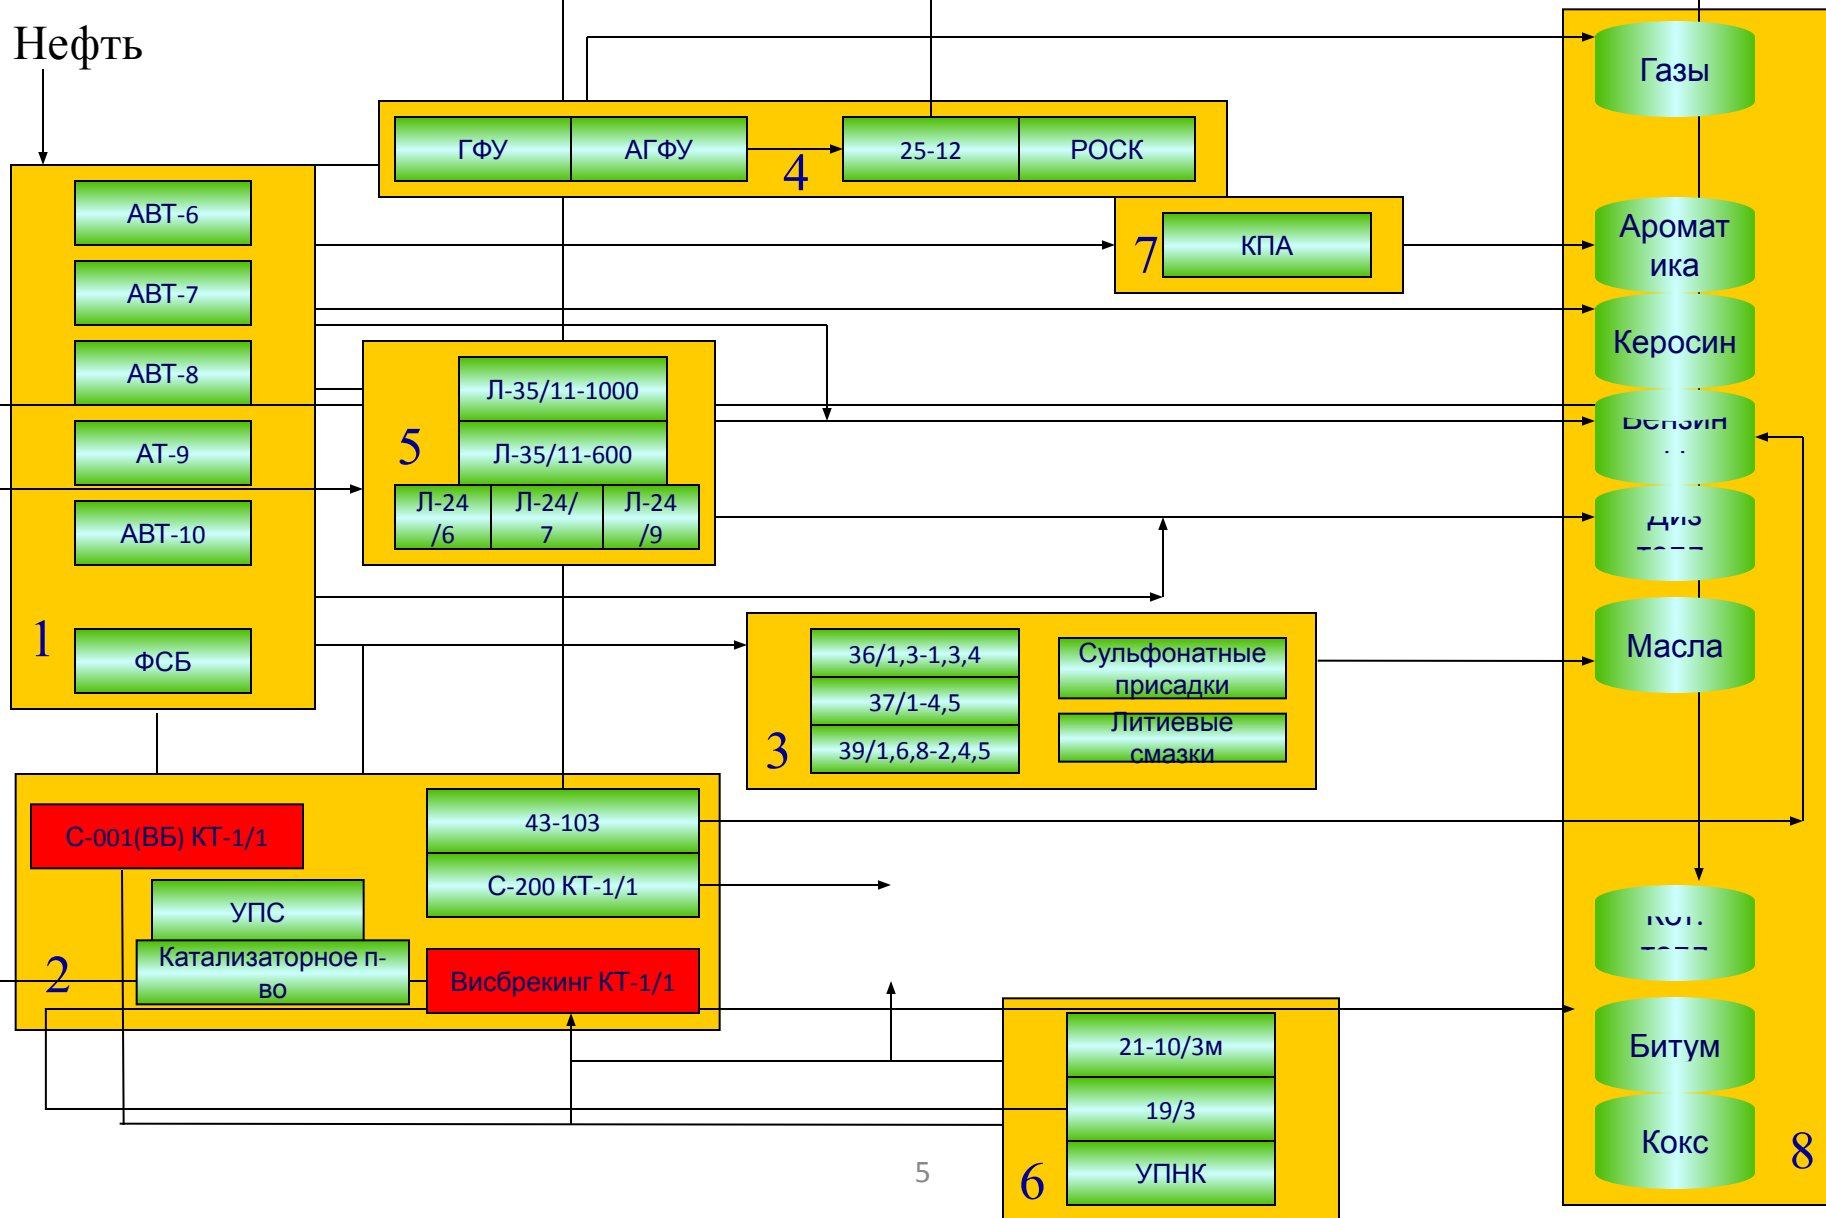 Нефть
Газы
ГФУ
АГФУ
4
25-12
РОСК
АВТ-6
АВТ-7
АВТ-8
АТ-9
АВТ-10
1
ФСБ
7
КПА
Аромат
ика
Керосин
5
Л-35/11-1000
Л-35/11-600
Л-24
/6
Л-24/
7
Л-24
/9
Масла
3
36/1,3-1,3,4
37/1-4,5
39/1,6,8-2,4,5
Сульфонатные
присадки
Литиевые
смазки
С-001(ВБ) КТ-1/1
43-103
С-200 КТ-1/1
УПС
2
Катализаторное п-
во
Висбрекинг КТ-1/1
21-10/3м
19/3
УПНК
6
Битум
Кокс
8
5